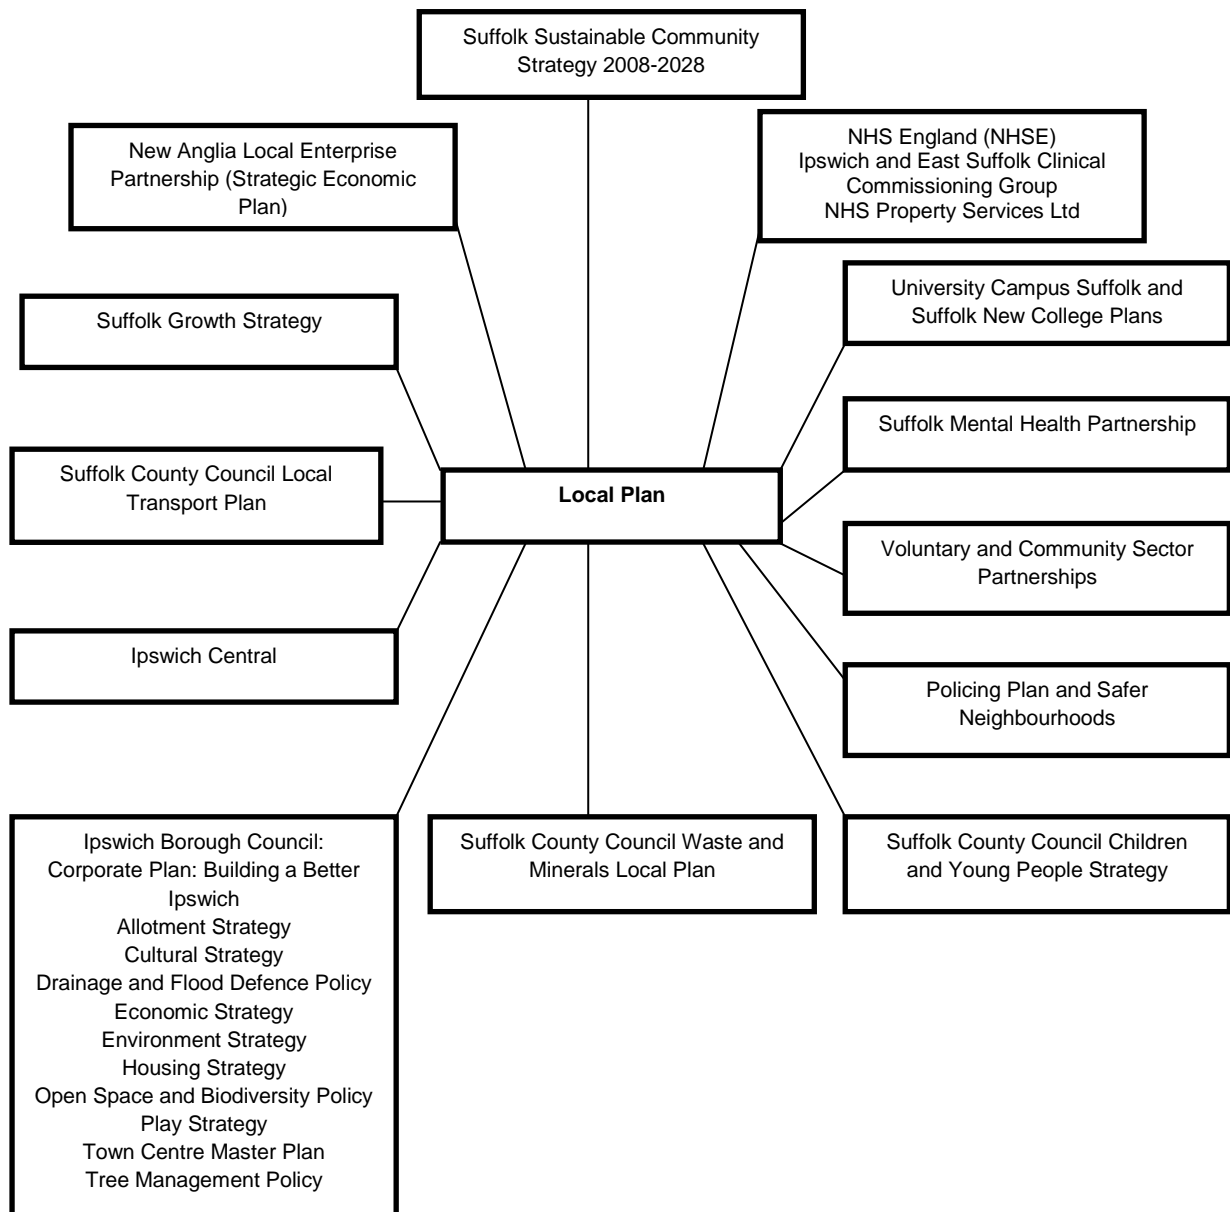 Suffolk Sustainable Community
Strategy 2008-2028
New Anglia Local Enterprise
Partnership (Strategic Economic
Plan)
NHS England (NHSE)
Ipswich and East Suffolk Clinical
Commissioning Group
NHS Property Services Ltd
Suffolk Growth Strategy
University Campus Suffolk and
Suffolk New College Plans
Suffolk Mental Health Partnership
Suffolk County Council Local
Transport Plan
Local Plan
Voluntary and Community Sector
Partnerships
Ipswich Central
Policing Plan and Safer
Neighbourhoods
Ipswich Borough Council:
Corporate Plan: Building a Better
Ipswich
Allotment Strategy
Cultural Strategy
Drainage and Flood Defence Policy
Economic Strategy
Environment Strategy
Housing Strategy
Open Space and Biodiversity Policy
Play Strategy
Town Centre Master Plan
Tree Management Policy
Suffolk County Council Waste and
Minerals Local Plan
Suffolk County Council Children
and Young People Strategy